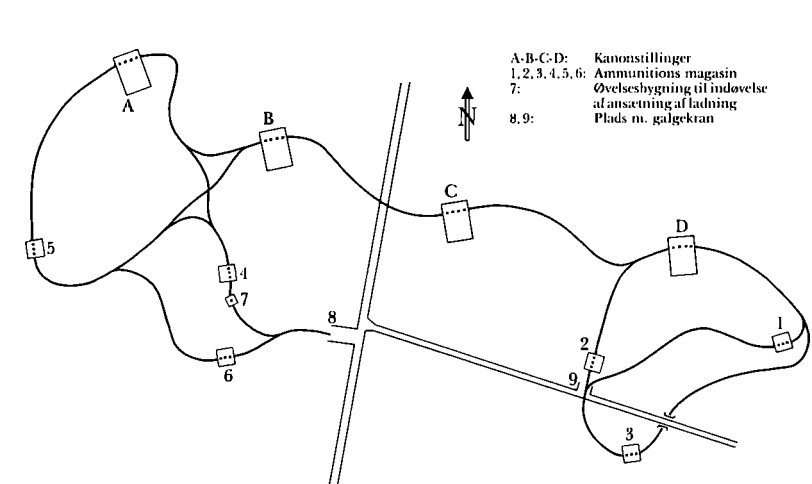 A-B-C-D: Kanonstillinger
1, 2, 3, 4, 5, 6: Ammunitions magasin
7: Øvelsesbygning til indøvelse
af ansætning af ladning
8, 9: Plads m. galgekran
N
A
B
C
D
5
4
7
8
6
1
2
9
3